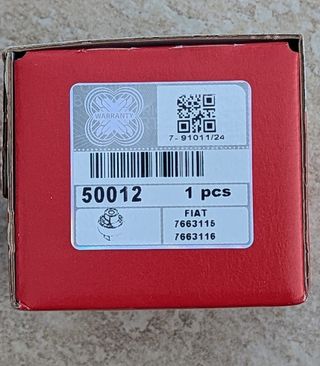 WARRANTY
7-91011/24
50012 1 pcs
FIAT
7663115
7663116